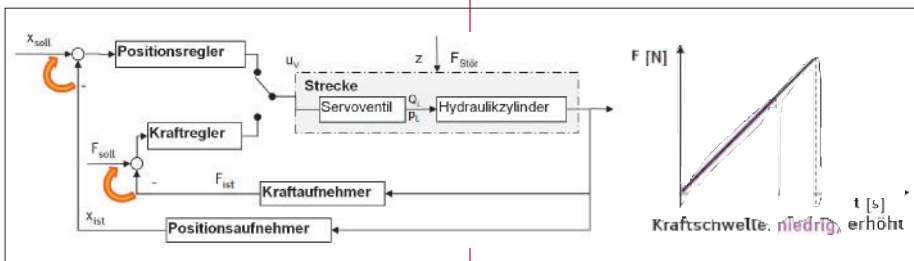 x_soll
Positionsregler
-
u_V
z
F_Stör
Strecke
Servoventil
Q_L
p_L
Hydraulikzylinder
Kraftregler
F_soll
-
F_ist
Kraftaufnehmer
x_ist
Positionsaufnehmer
F [N]
t [s]
Kraftschwelle: niedrig, erhöht